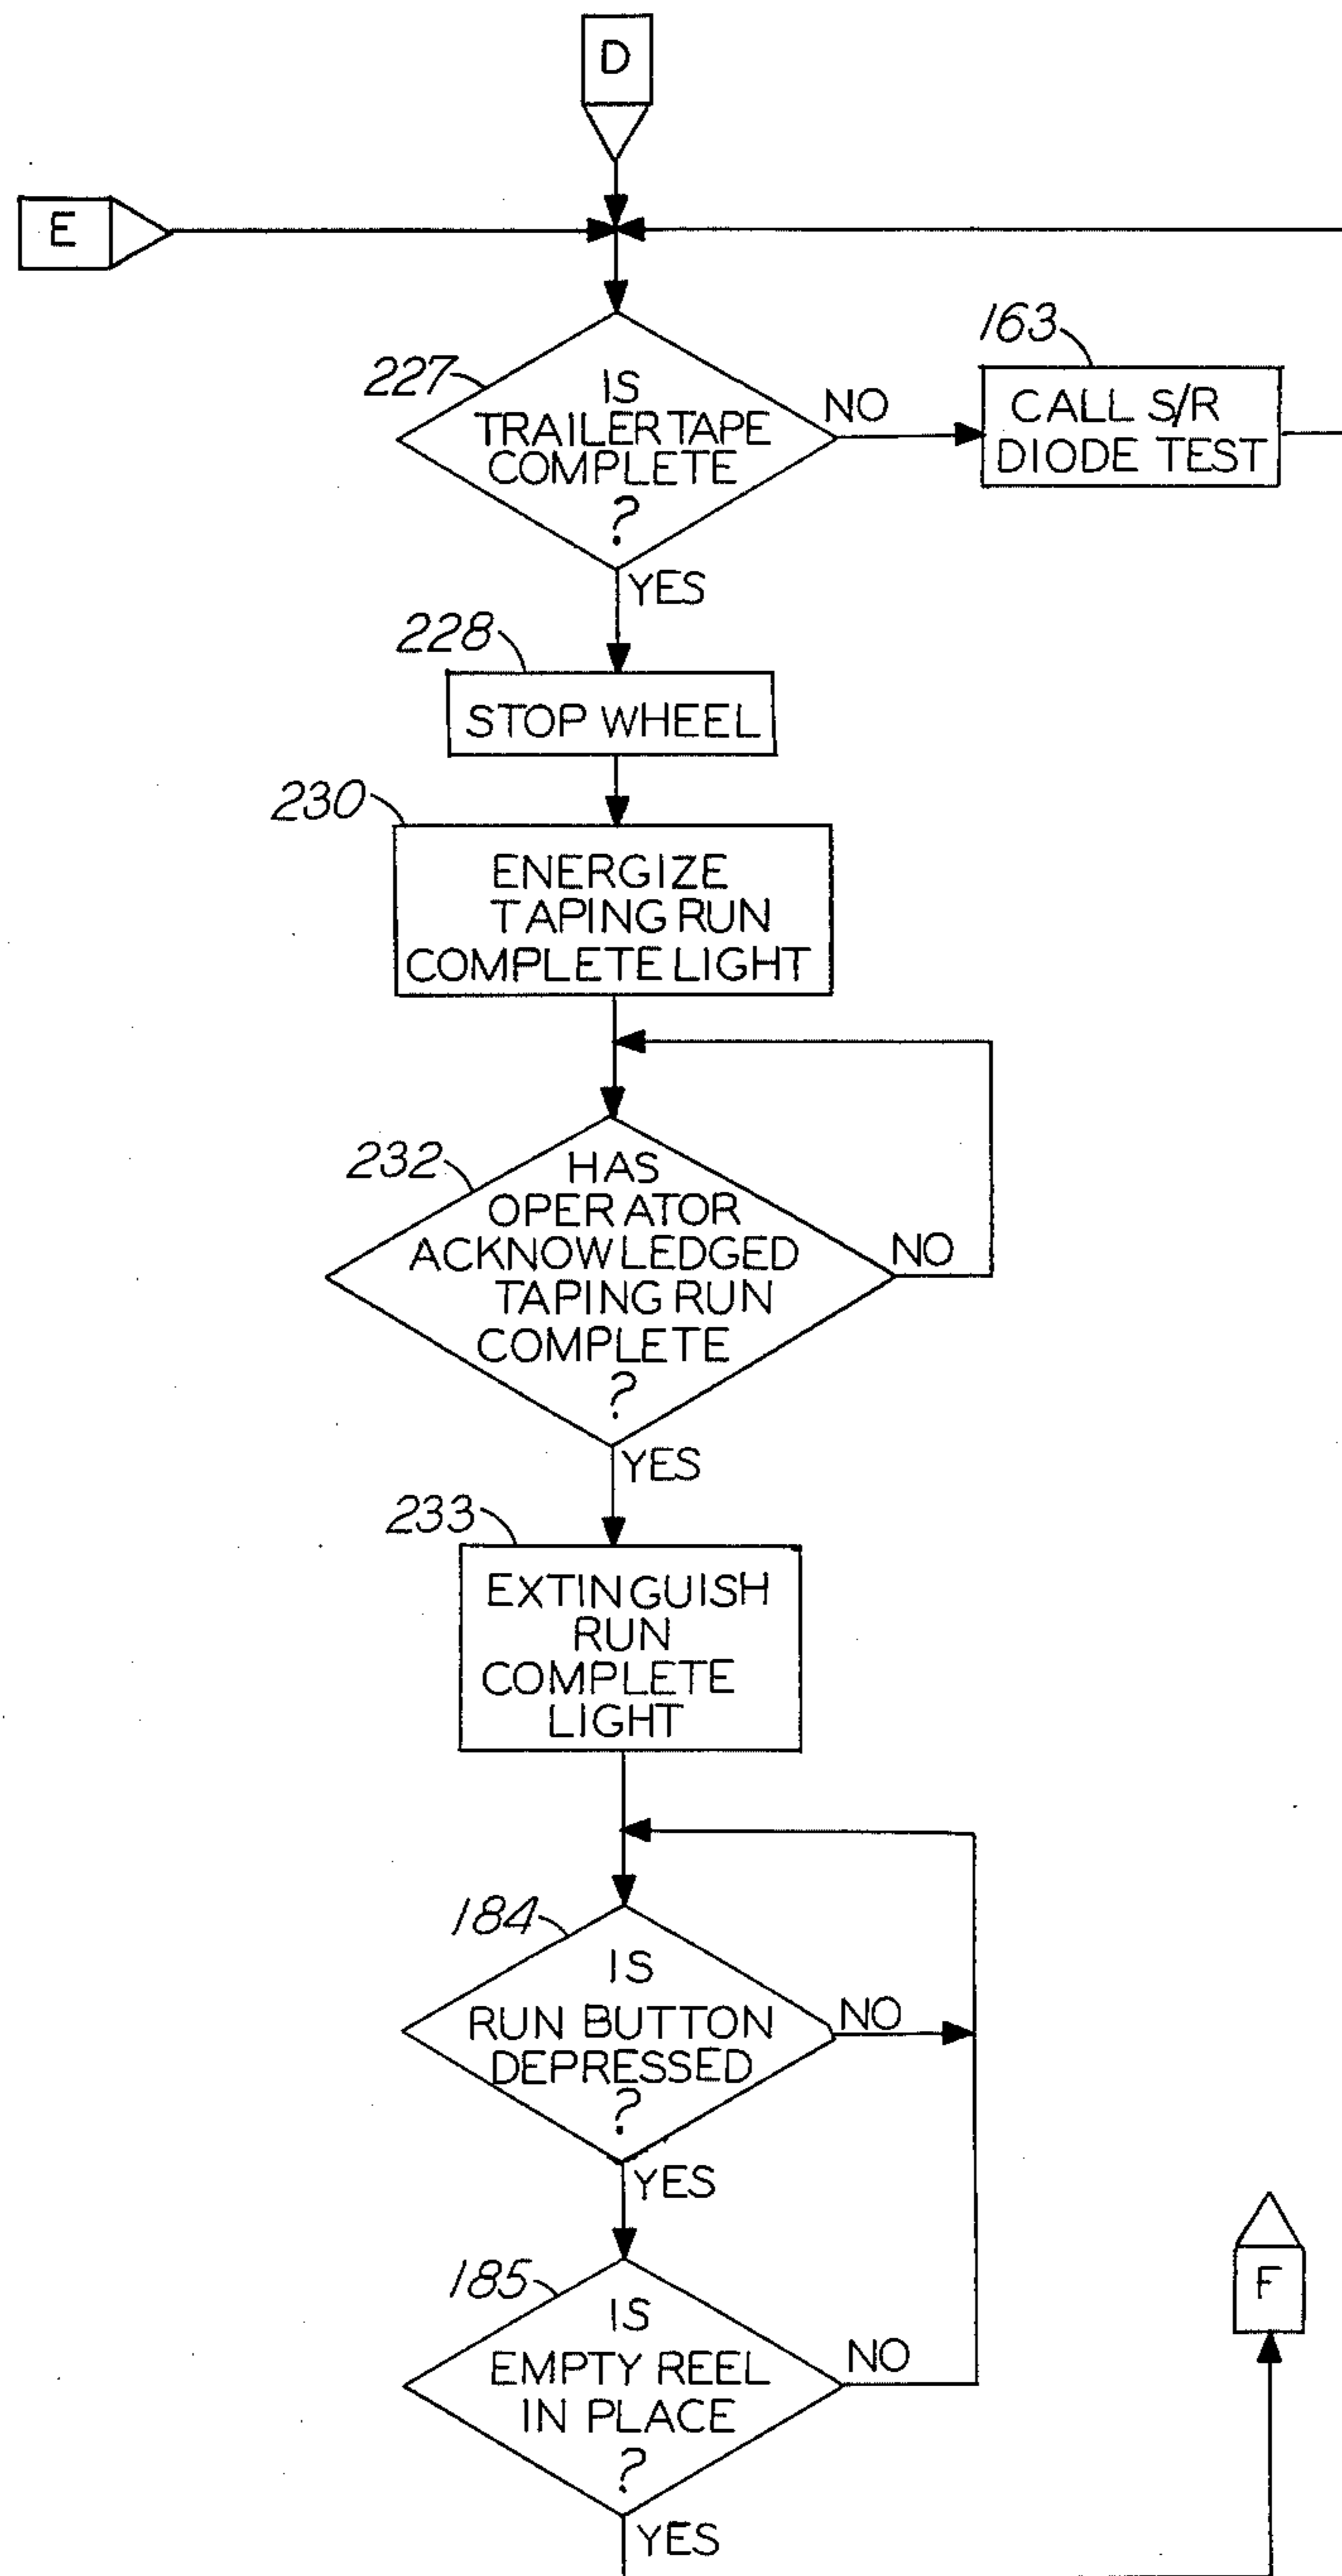 D
E
163
227
IS
TRAILER TAPE
COMPLETE
?
NO
CALL S/R
DIODE TEST
YES
228
STOP WHEEL
230
ENERGIZE
TAPING RUN
COMPLETE LIGHT
232
HAS
OPERATOR
ACKNOWLEDGED
TAPING RUN
COMPLETE
?
NO
YES
233
EXTINGUISH
RUN
COMPLETE
LIGHT
184
IS
RUN BUTTON
DEPRESSED
?
NO
YES
185
IS
EMPTY REEL
IN PLACE
?
NO
YES
F